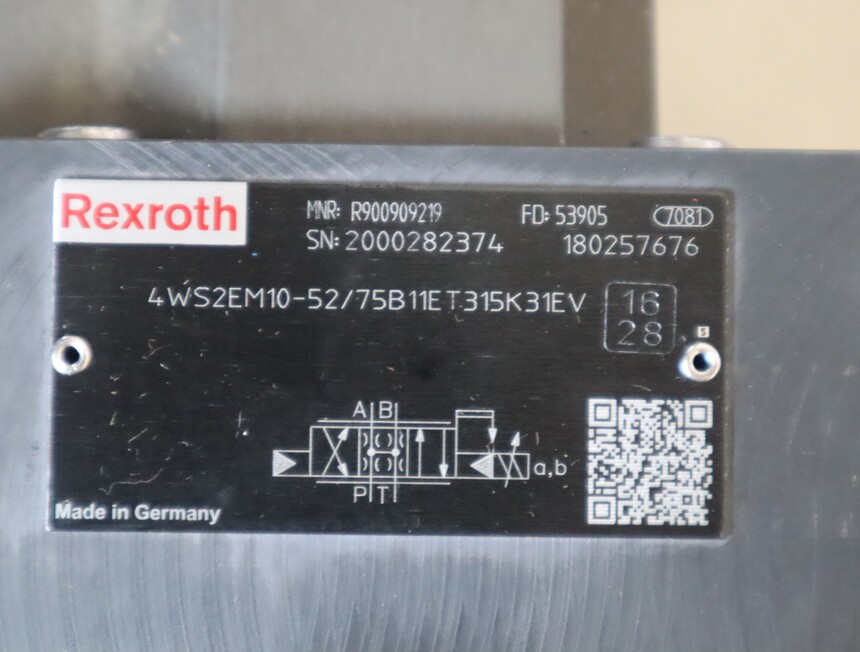 Rexroth
MNR: R900909219 FD: 53905 7081
SN: 2000282374 180257676
4WS2EM10-52/75B11ET315K31EV
16
28
S
A B
a,b
P T
Made in Germany